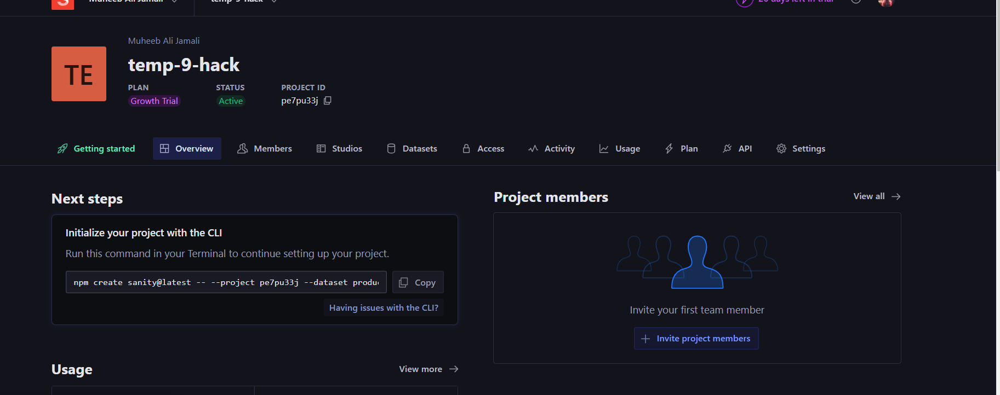 Muheeb Ali Jamali
temp-9-hack
20 days left in trial
TE
Muheeb Ali Jamali
temp-9-hack
PLAN
STATUS
PROJECT ID
Growth Trial
Active
pe7pu33j
Getting started
Overview
Members
Studios
Datasets
Access
Activity
Usage
Plan
API
Settings
Next steps
Initialize your project with the CLI
Run this command in your Terminal to continue setting up your project.
npm create sanity@latest -- --project pe7pu33j --dataset produc
Copy
Having issues with the CLI?
Usage
View more
Project members
View all
Invite your first team member
Invite project members